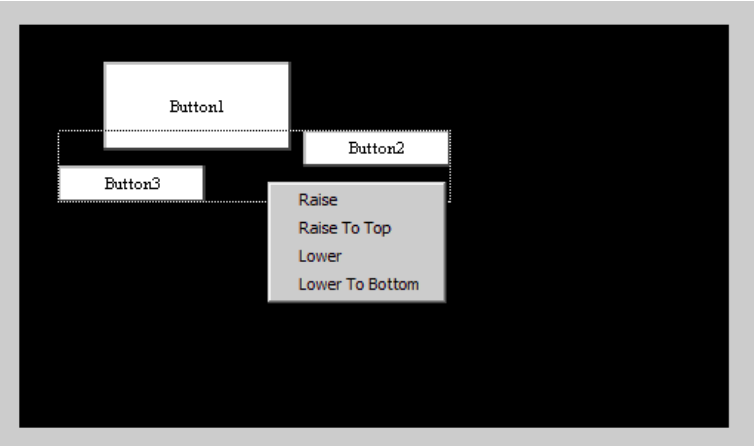 Button1
Button2
Button3
Raise
Raise To Top
Lower
Lower To Bottom